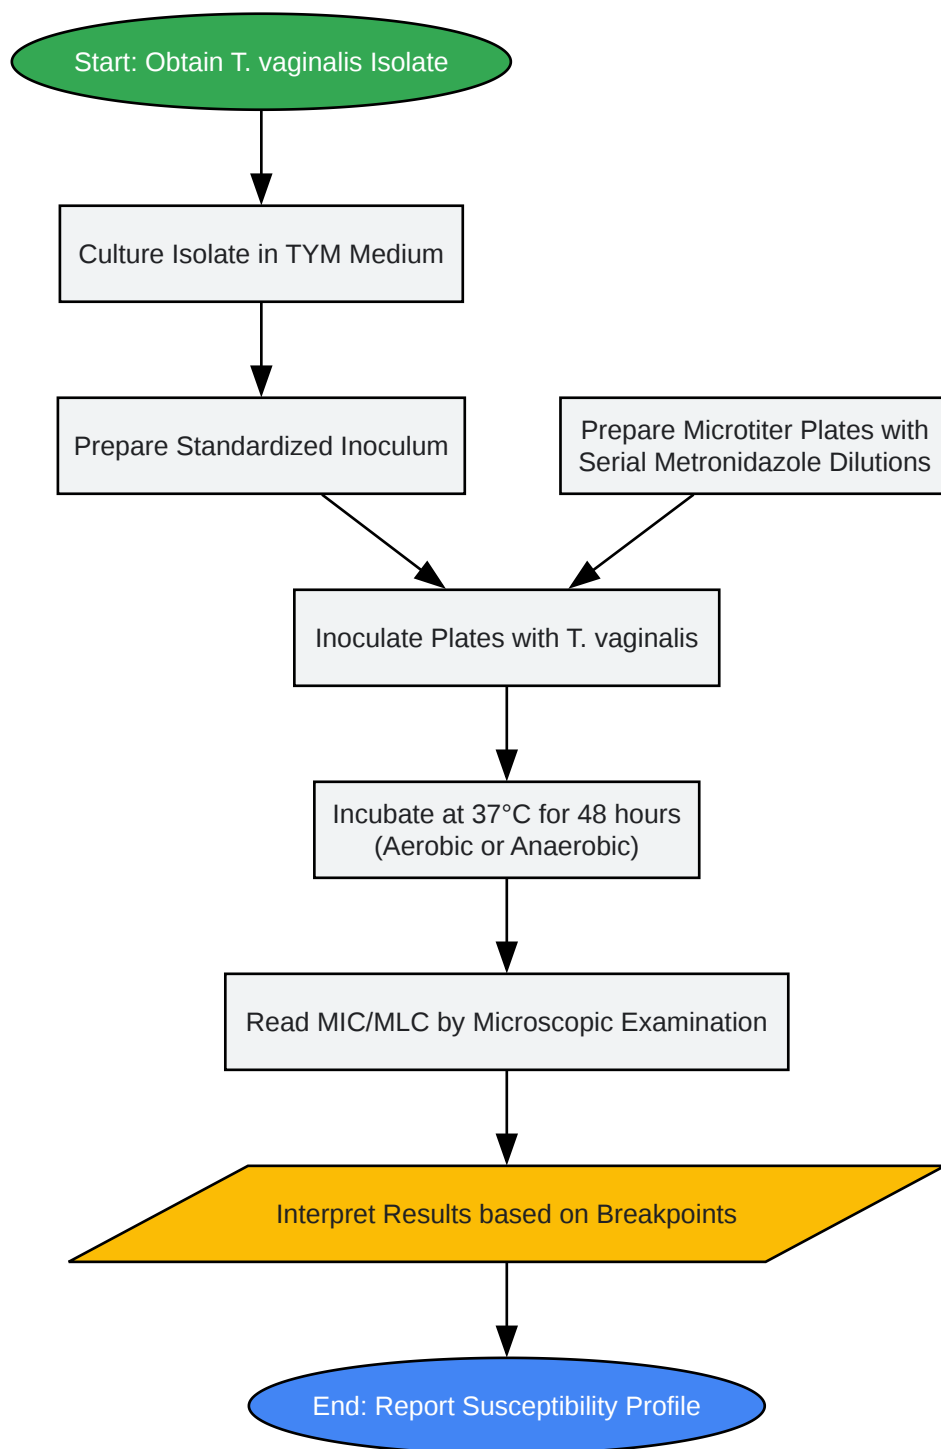 Start: Obtain T. vaginalis Isolate
Culture Isolate in TYM Medium
Prepare Standardized Inoculum
Prepare Microtiter Plates with
Serial Metronidazole Dilutions
Inoculate Plates with T. vaginalis
Incubate at 37°C for 48 hours
(Aerobic or Anaerobic)
Read MIC/MLC by Microscopic Examination
Interpret Results based on Breakpoints
End: Report Susceptibility Profile